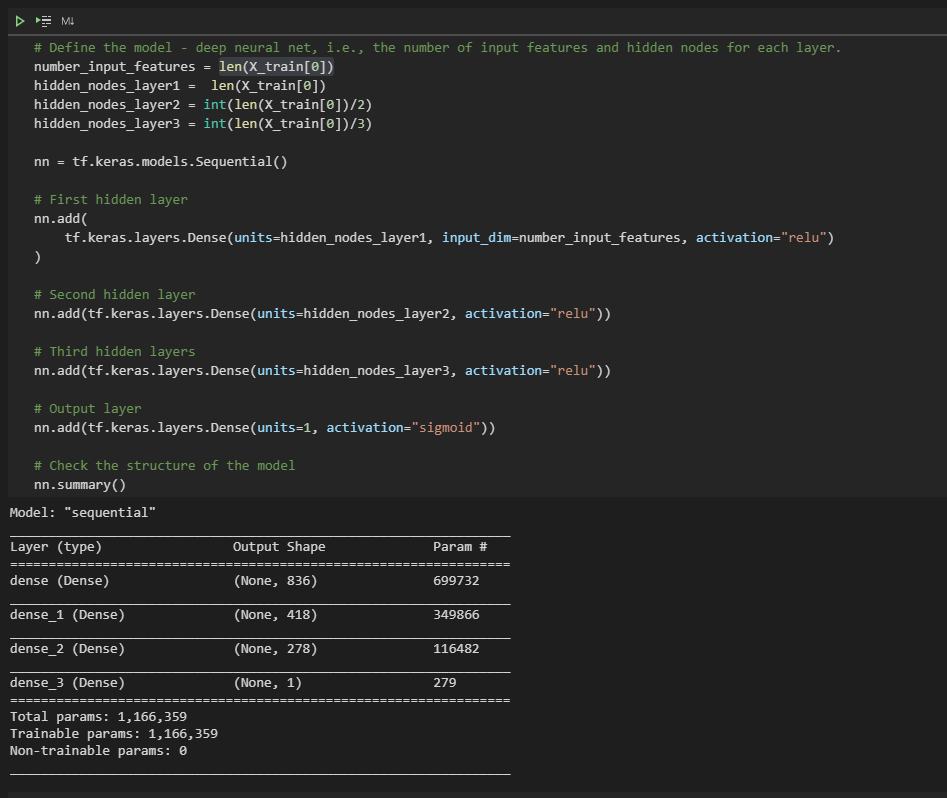 M↓
# Define the model - deep neural net, i.e., the number of input features and hidden nodes for each layer.
number_input_features = len(X_train[0])
hidden_nodes_layer1 =  len(X_train[0])
hidden_nodes_layer2 = int(len(X_train[0])/2)
hidden_nodes_layer3 = int(len(X_train[0])/3)

nn = tf.keras.models.Sequential()

# First hidden layer
nn.add(
    tf.keras.layers.Dense(units=hidden_nodes_layer1, input_dim=number_input_features, activation="relu")
)

# Second hidden layer
nn.add(tf.keras.layers.Dense(units=hidden_nodes_layer2, activation="relu"))

# Third hidden layers
nn.add(tf.keras.layers.Dense(units=hidden_nodes_layer3, activation="relu"))

# Output layer
nn.add(tf.keras.layers.Dense(units=1, activation="sigmoid"))

# Check the structure of the model
nn.summary()
Model: "sequential"
_________________________________________________________________
Layer (type)                 Output Shape              Param #
=================================================================
dense (Dense)                (None, 836)               699732
_________________________________________________________________
dense_1 (Dense)              (None, 418)               349866
_________________________________________________________________
dense_2 (Dense)              (None, 278)               116482
_________________________________________________________________
dense_3 (Dense)              (None, 1)                 279
=================================================================
Total params: 1,166,359
Trainable params: 1,166,359
Non-trainable params: 0
_________________________________________________________________